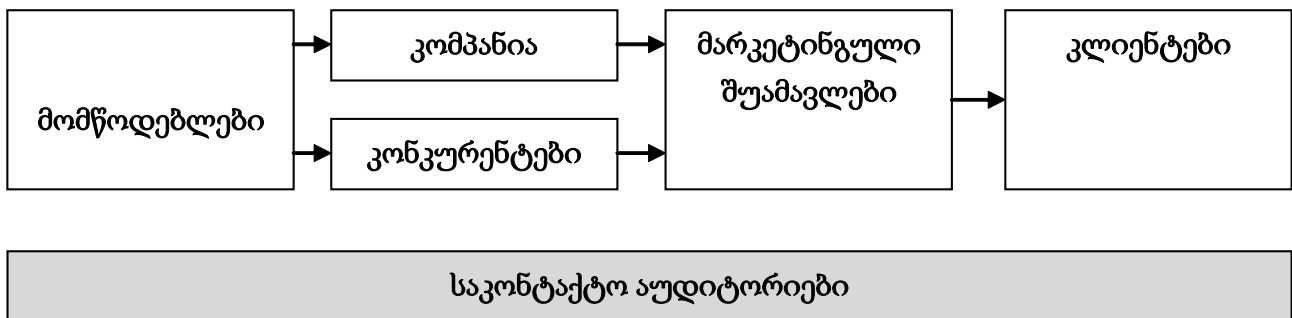 მომწოდებლები
კომპანია
კონკურენტები
მარკეტინგული
შუამავლები
კლიენტები
საკონტაქტო აუდიტორიები